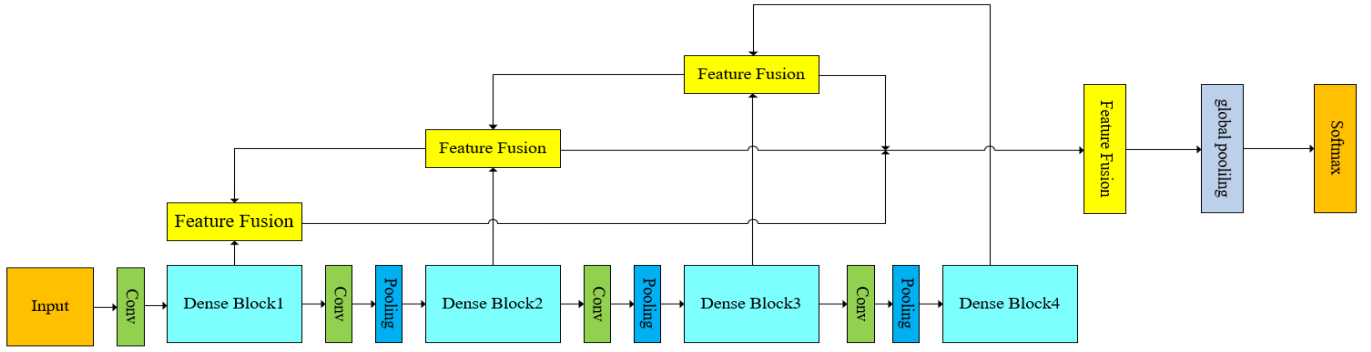 Feature Fusion
Feature Fusion
Feature Fusion
Feature Fusion
global poolilng
Softmax
Input
Conv
Dense Block1
Conv
Pooling
Dense Block2
Conv
Pooling
Dense Block3
Conv
Pooling
Dense Block4